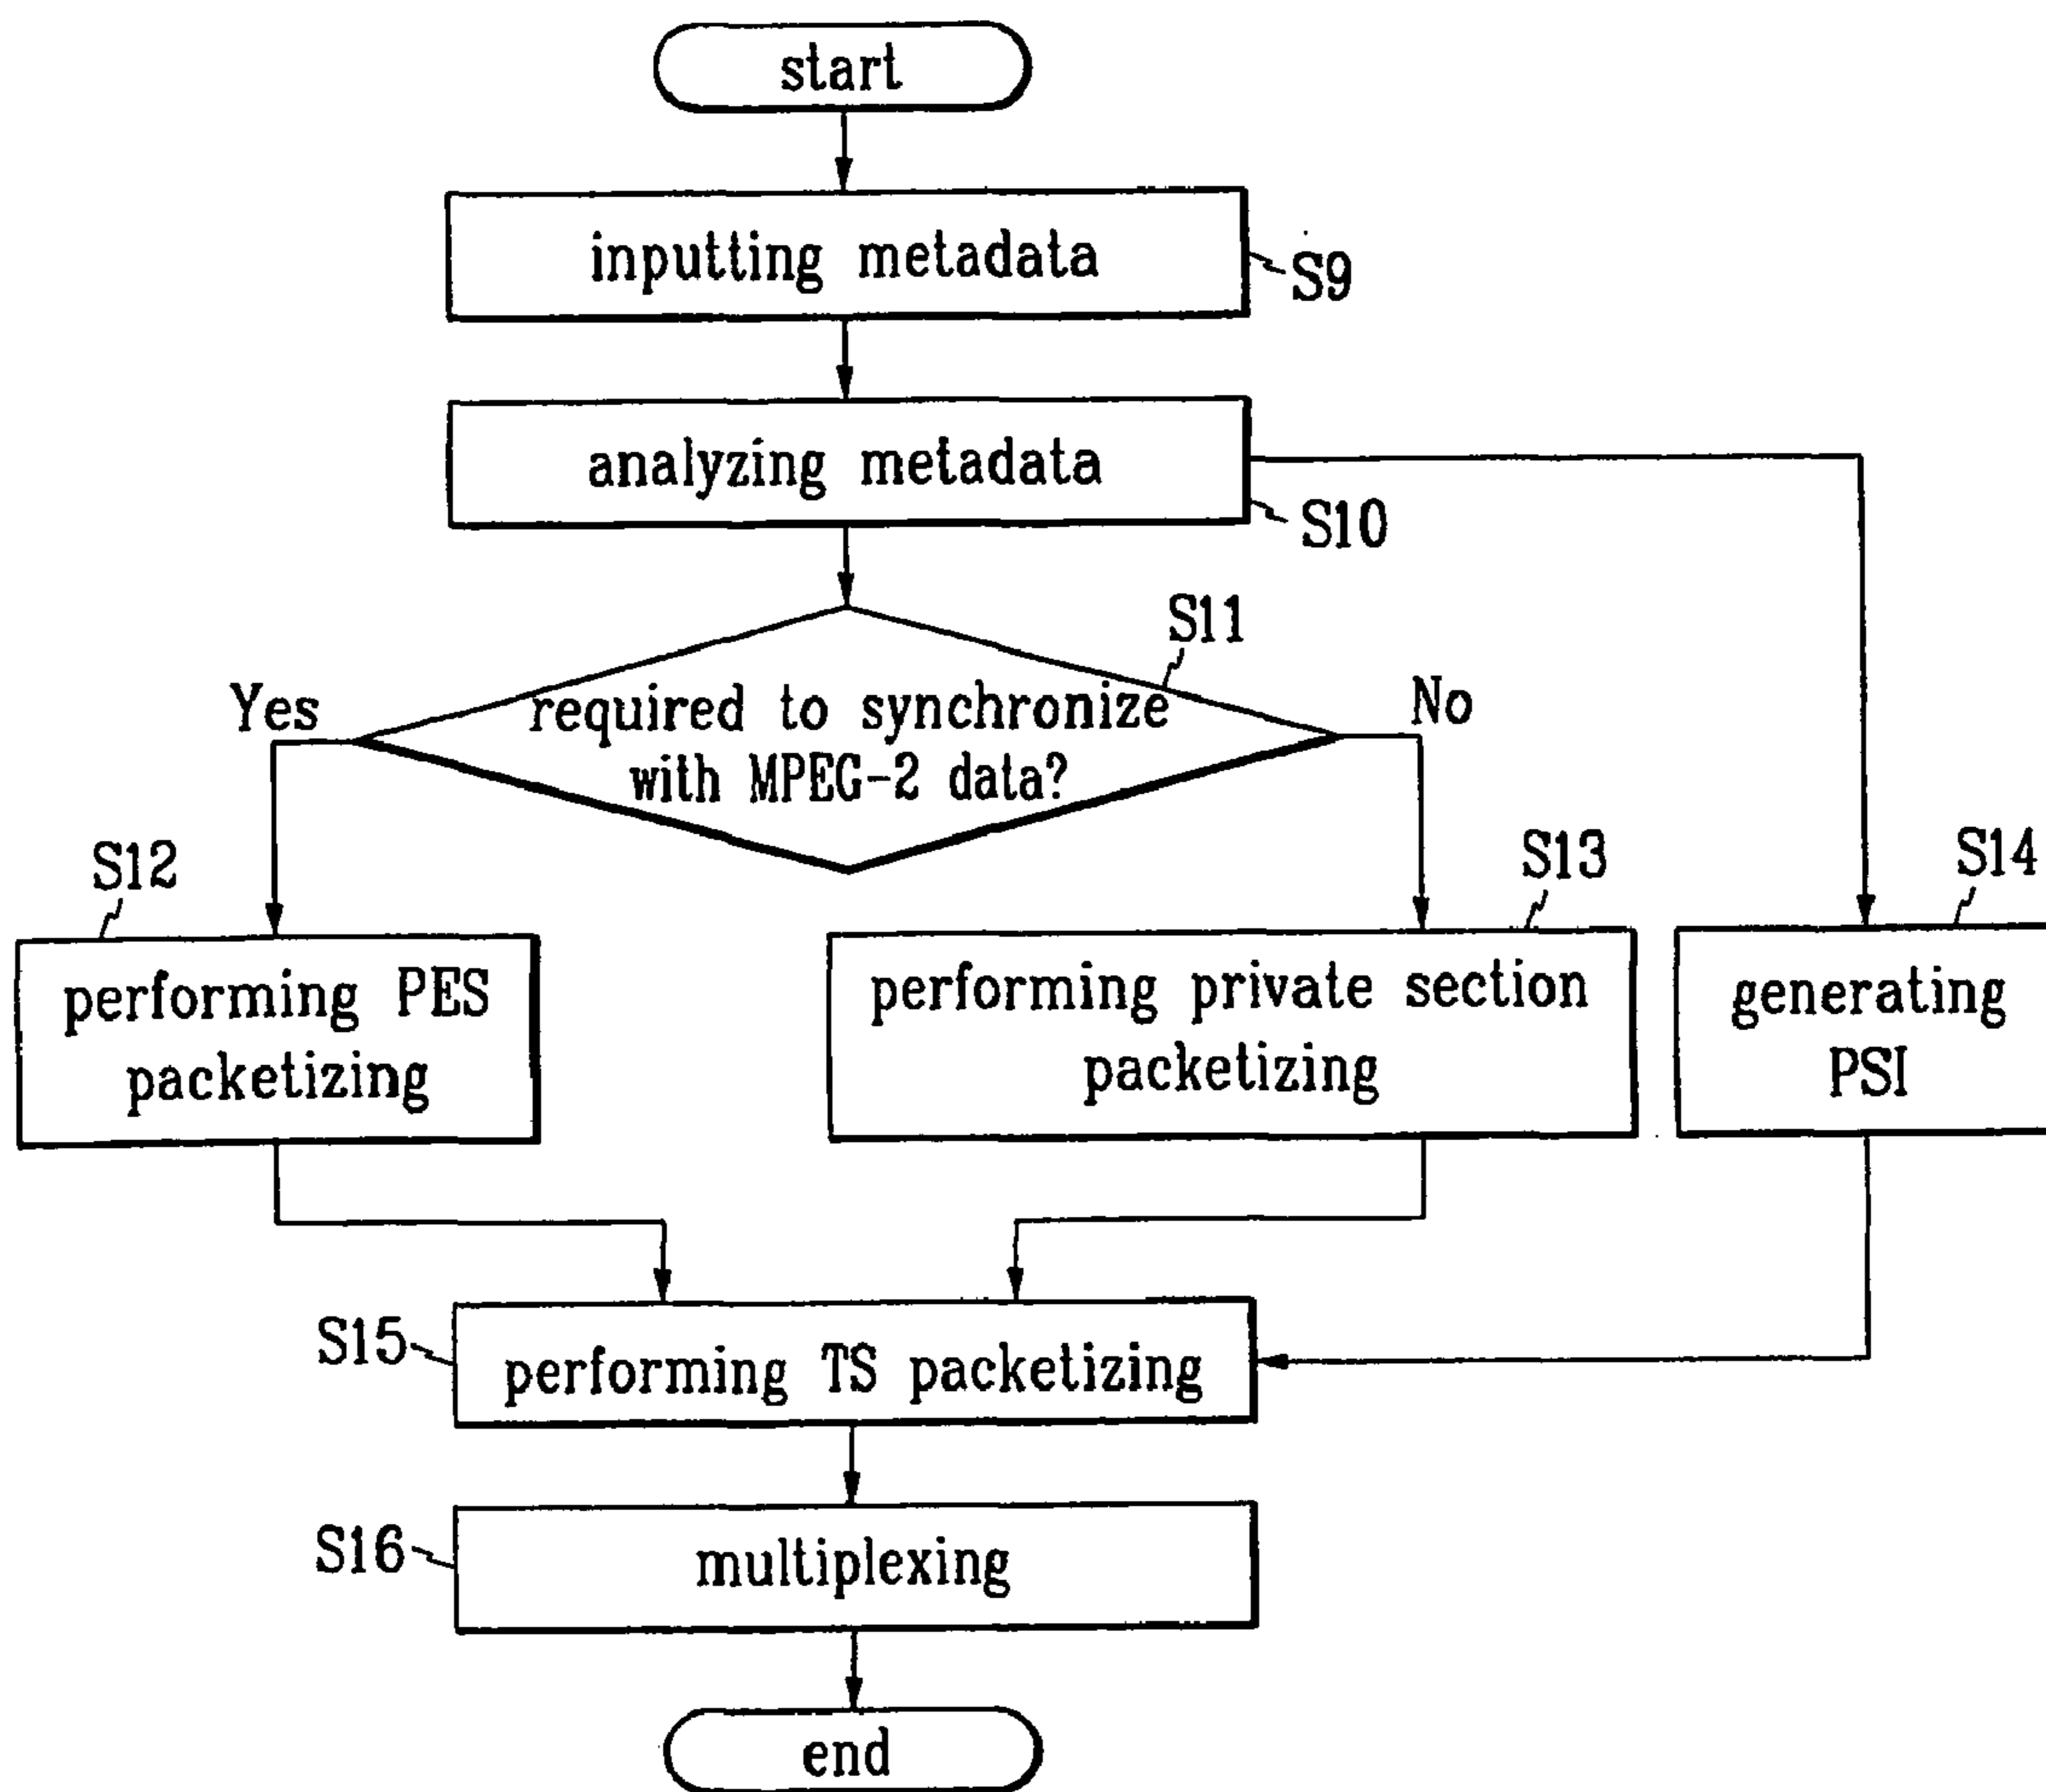 start
inputting metadata
S9
analyzing metadata
S10
S11
Yes
required to synchronize
with MPEG-2 data?
No
S12
performing PES
packetizing
S13
performing private section
packetizing
S14
generating
PSI
S15
performing TS packetizing
S16
multiplexing
end